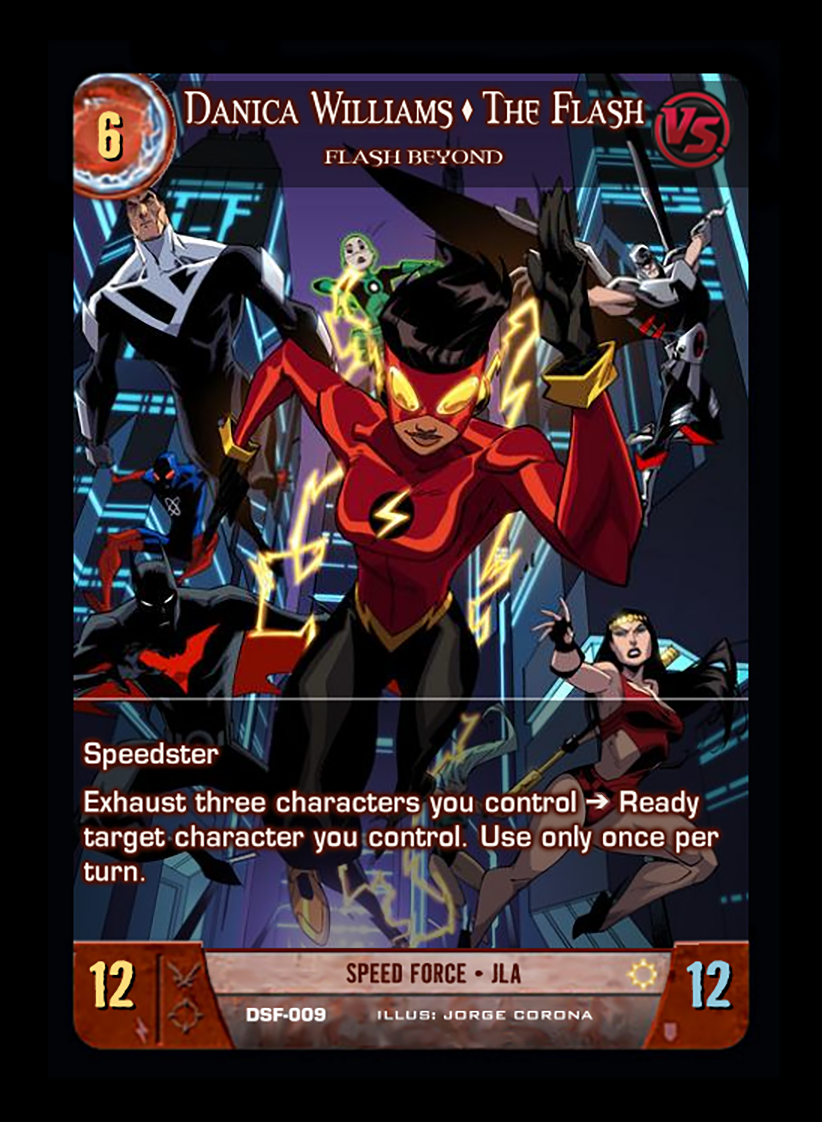 6
DANICA WILLIAMS ♦ THE FLASH
VS.
FLASH BEYOND
Speedster
Exhaust three characters you control ➔ Ready
target character you control. Use only once per
turn.
12
SPEED FORCE • JLA
12
DSF-009 ILLUS: JORGE CORONA